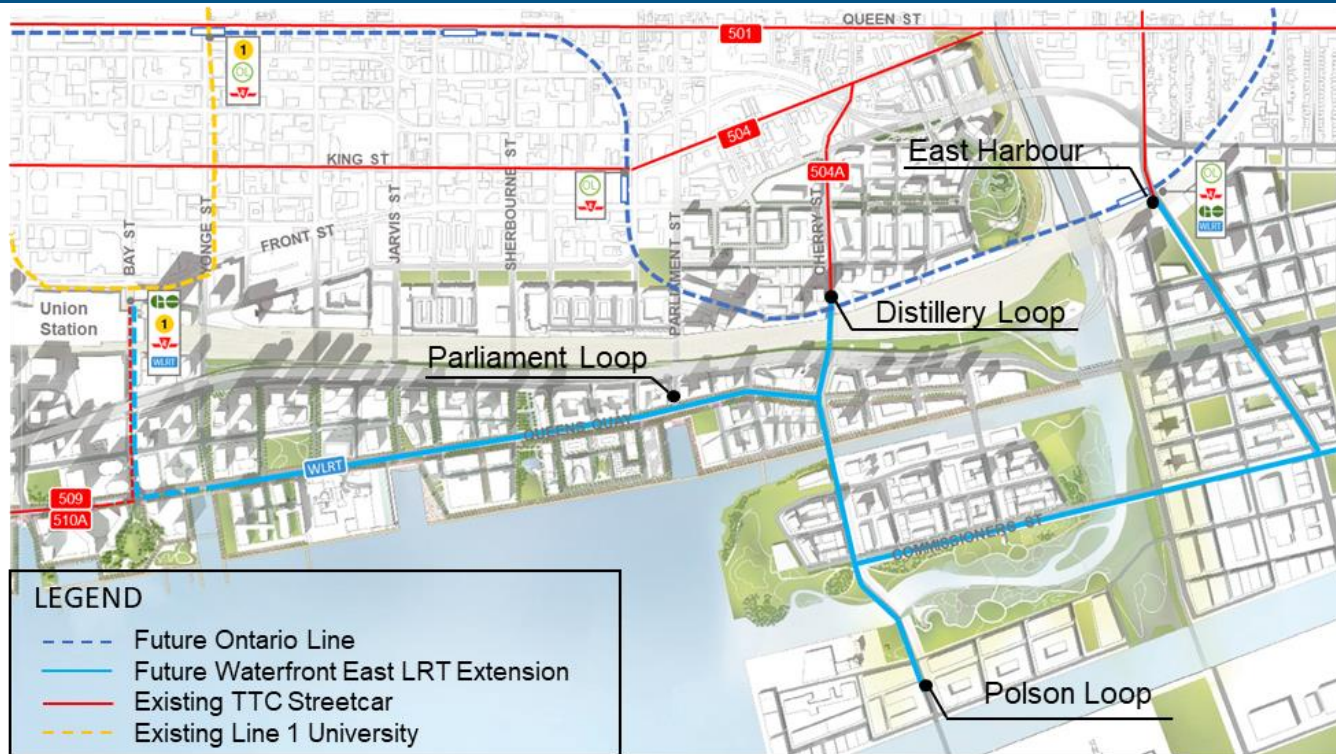 QUEEN ST
501
1
OL
504
KING ST
East Harbour
504A
OL
OL
WLRT
BAY ST
YONGE ST
FRONT ST
JARVIS ST
SHERBOURNE ST
PARLIAMENT ST
CHERRY ST
Union
Station
1
WLRT
Distillery Loop
Parliament Loop
QUEENS QUAY
WLRT
509
510A
COMMISSIONERS ST
Polson Loop
LEGEND
Future Ontario Line
Future Waterfront East LRT Extension
Existing TTC Streetcar
Existing Line 1 University